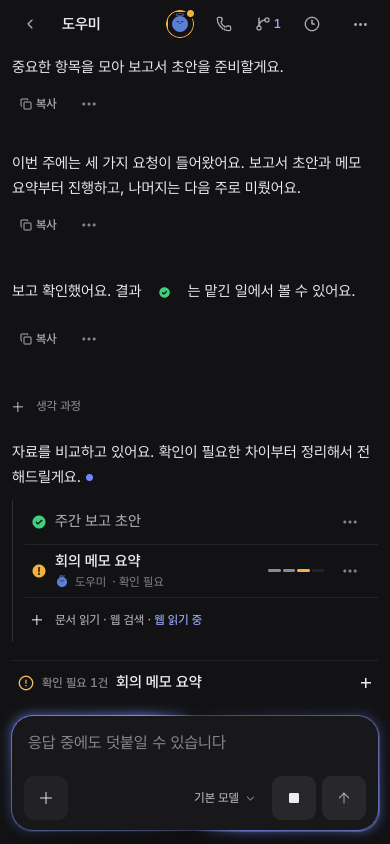 도우미
1
중요한 항목을 모아 보고서 초안을 준비할게요.
복사
이번 주에는 세 가지 요청이 들어왔어요. 보고서 초안과 메모
요약부터 진행하고, 나머지는 다음 주로 미뤘어요.
복사
보고 확인했어요. 결과 는 맡긴 일에서 볼 수 있어요.
복사
생각 과정
자료를 비교하고 있어요. 확인이 필요한 차이부터 정리해서 전
해드릴게요.
주간 보고 초안
회의 메모 요약
도우미 · 확인 필요
문서 읽기 · 웹 검색 · 웹 읽기 중
확인 필요 1건 회의 메모 요약
응답 중에도 덧붙일 수 있습니다
기본 모델